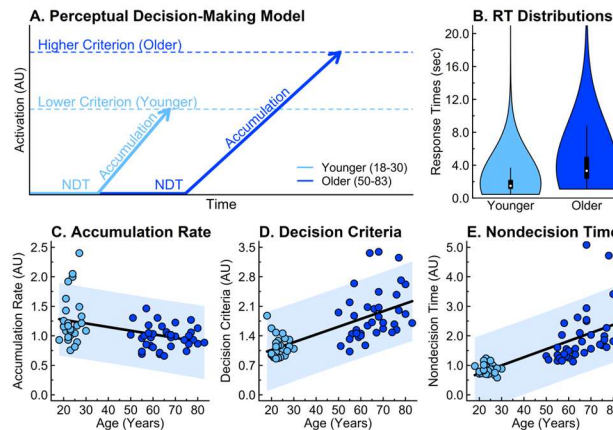 A. Perceptual Decision-Making Model
Higher Criterion (Older)
Lower Criterion (Younger)
Accumulation
Accumulation
NDT
NDT
Younger (18-30)
Older (50-83)
Activation (AU)
Time
B. RT Distributions
Response Times (sec)
20.0
16.0
12.0
8.0
4.0
0.0
Younger
Older
C. Accumulation Rate
Accumulation Rate (AU)
2.5
2.0
1.5
1.0
0.5
0.0
20 30 40 50 60 70 80
Age (Years)
D. Decision Criteria
Decision Criteria (AU)
3.5
2.8
2.1
1.4
0.7
0.0
20 30 40 50 60 70 80
Age (Years)
E. Nondecision Time
Nondecision Time (AU)
5.0
4.0
3.0
2.0
1.0
0.0
20 30 40 50 60 70 80
Age (Years)